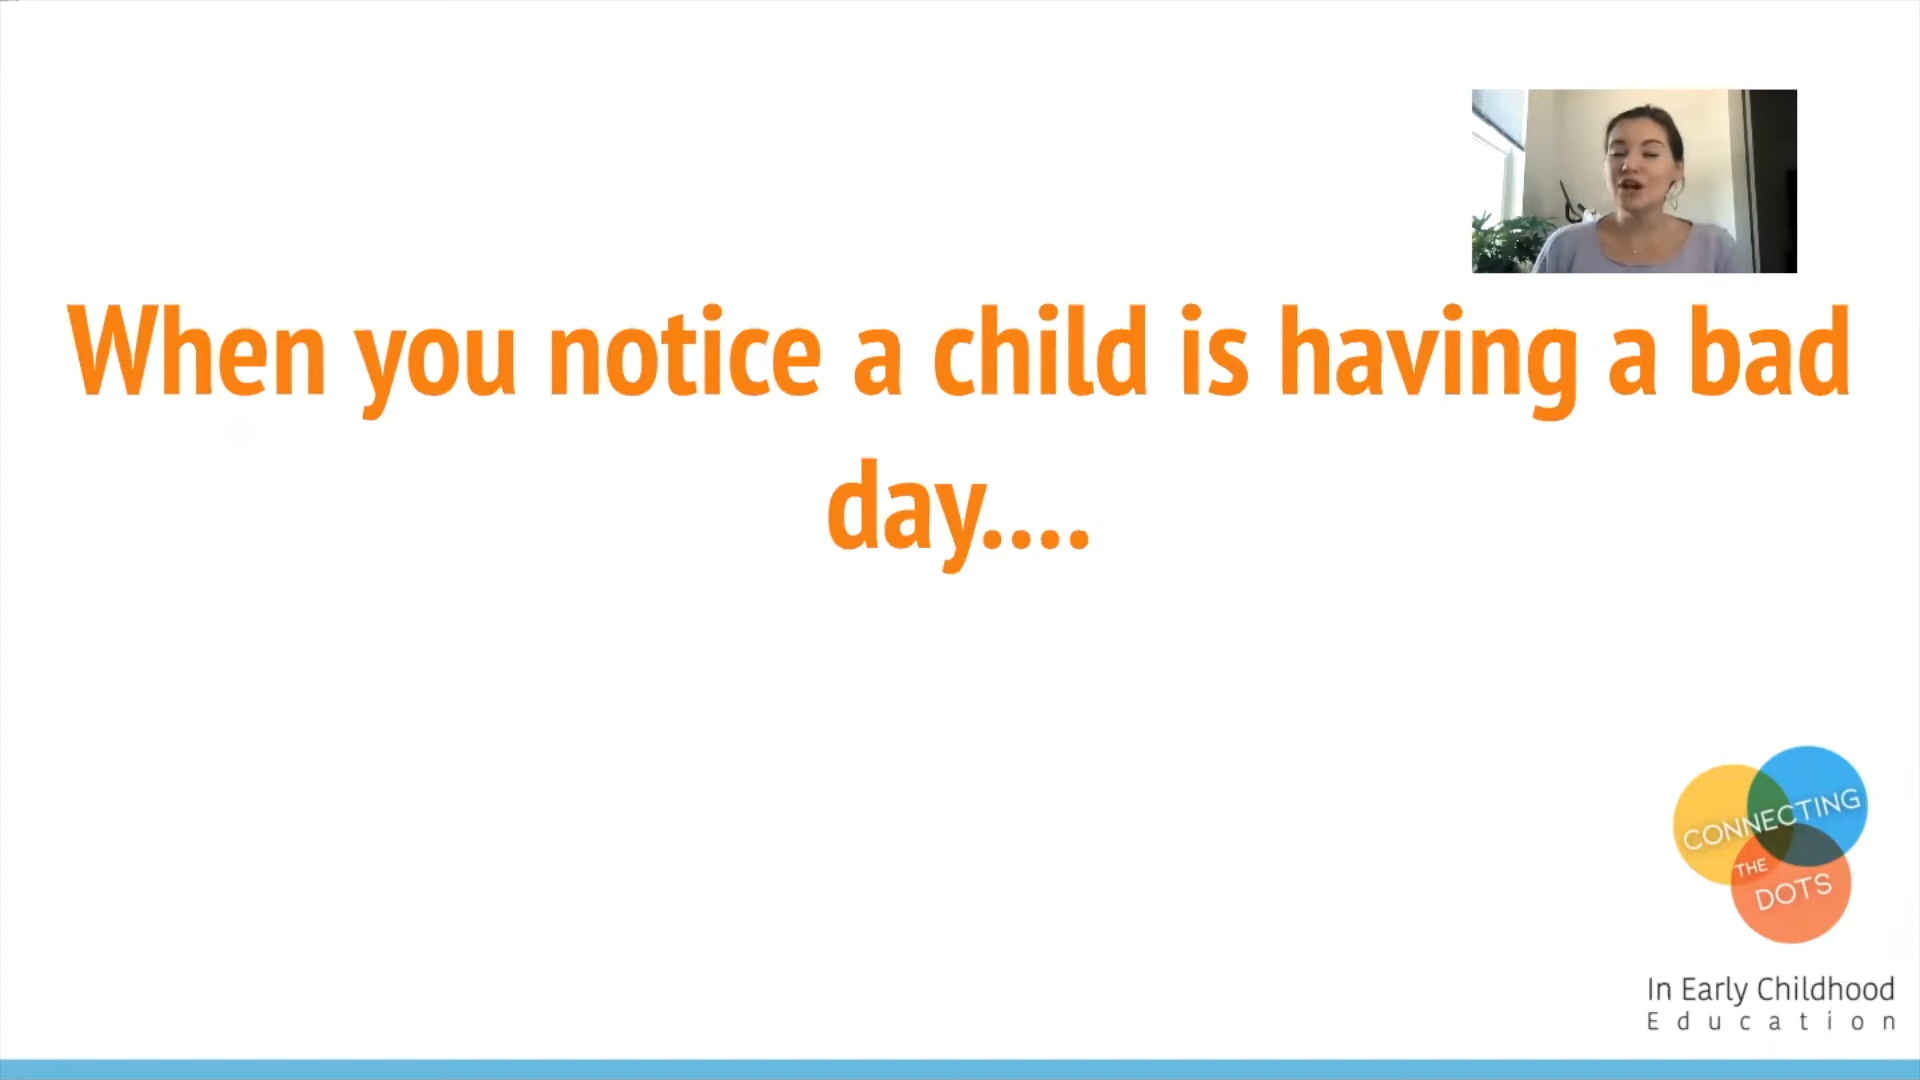 When you notice a child is having a bad
day....
CONNECTING
THE
DOTS
In Early Childhood
Education